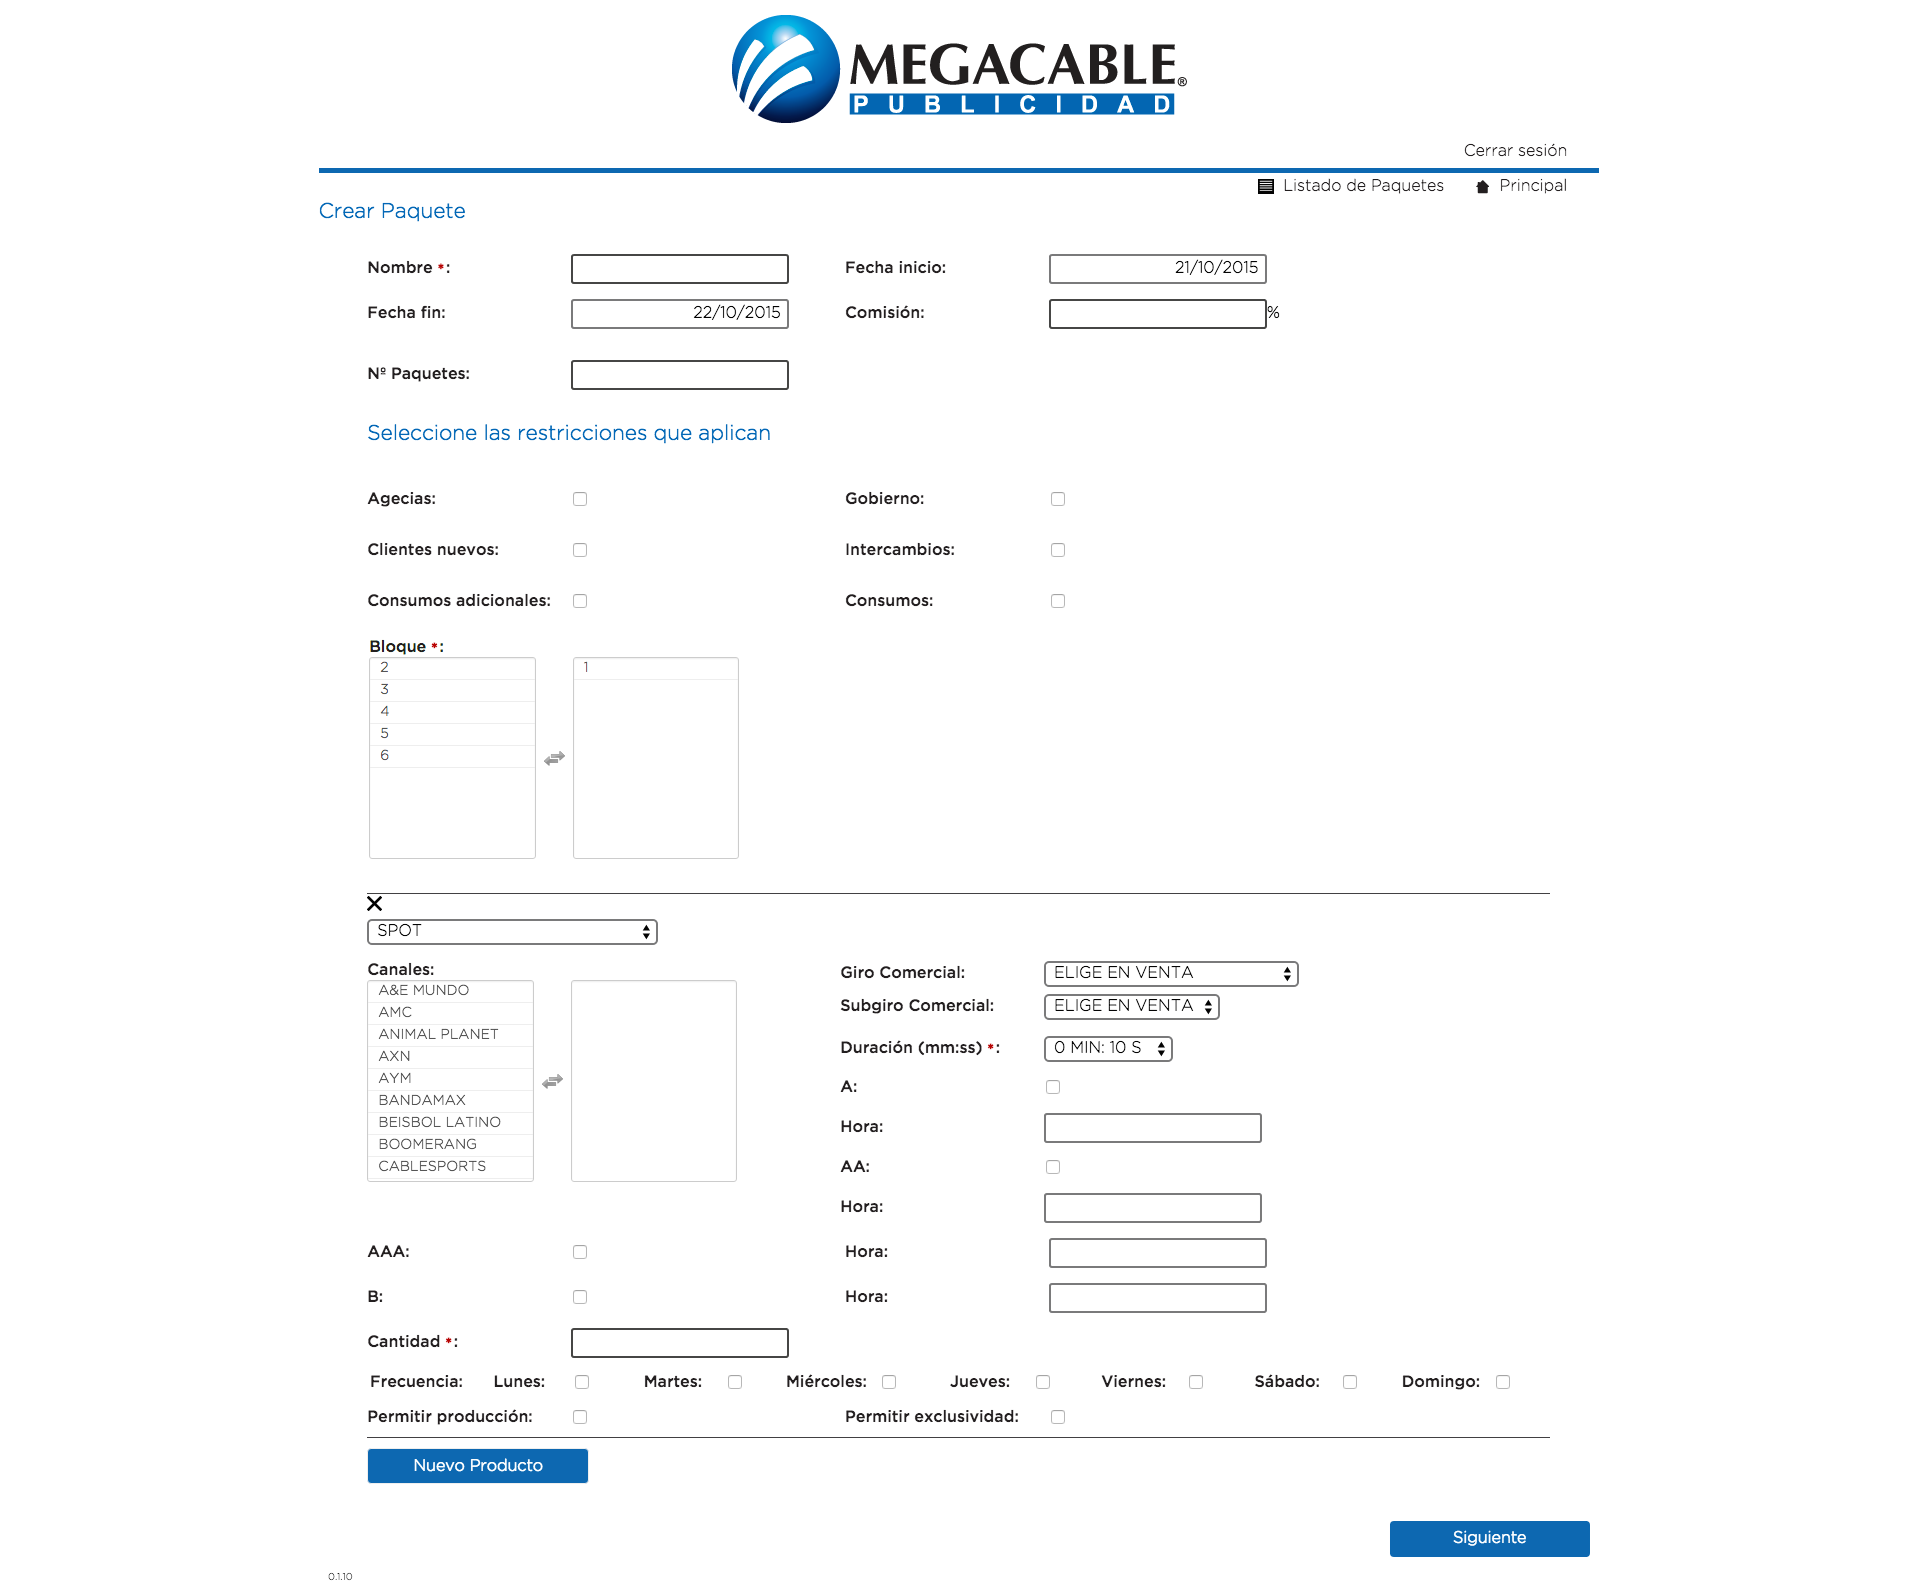 MEGACABLE®
PUBLICIDAD
Cerrar sesión
Listado de Paquetes Principal
Crear Paquete
Nombre *: Fecha inicio: 21/10/2015
Fecha fin: 22/10/2015 Comisión: %
Nº Paquetes:
Seleccione las restricciones que aplican
Agecias: Gobierno:
Clientes nuevos: Intercambios:
Consumos adicionales: Consumos:
Bloque *:
2 1
3
4
5
6
SPOT
Canales: Giro Comercial: ELIGE EN VENTA
A&E MUNDO
AMC Subgiro Comercial: ELIGE EN VENTA
ANIMAL PLANET
AXN Duración (mm:ss) *: 0 MIN: 10 S
AYM A:
BANDAMAX
BEISBOL LATINO Hora:
BOOMERANG
CABLESPORTS AA:
Hora:
AAA: Hora:
B: Hora:
Cantidad *:
Frecuencia: Lunes: Martes: Miércoles: Jueves: Viernes: Sábado: Domingo:
Permitir producción: Permitir exclusividad:
Nuevo Producto
Siguiente
0.1.10